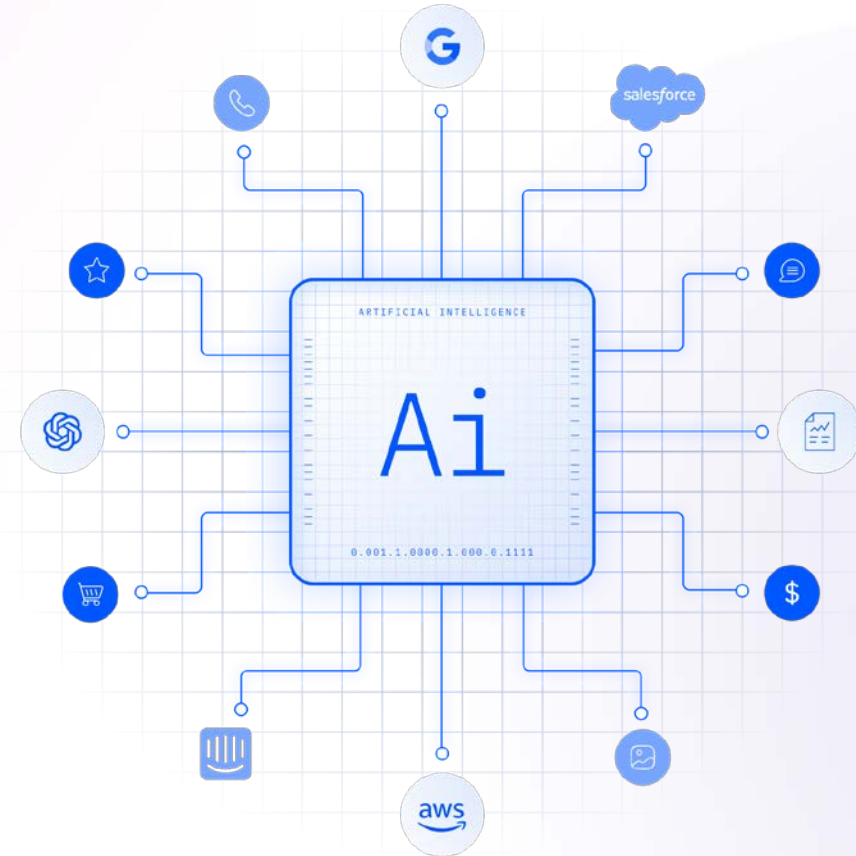 G
salesforce
ARTIFICIAL INTELLIGENCE
Ai
$
0.001.1.0000.1.000.0.1111
aws